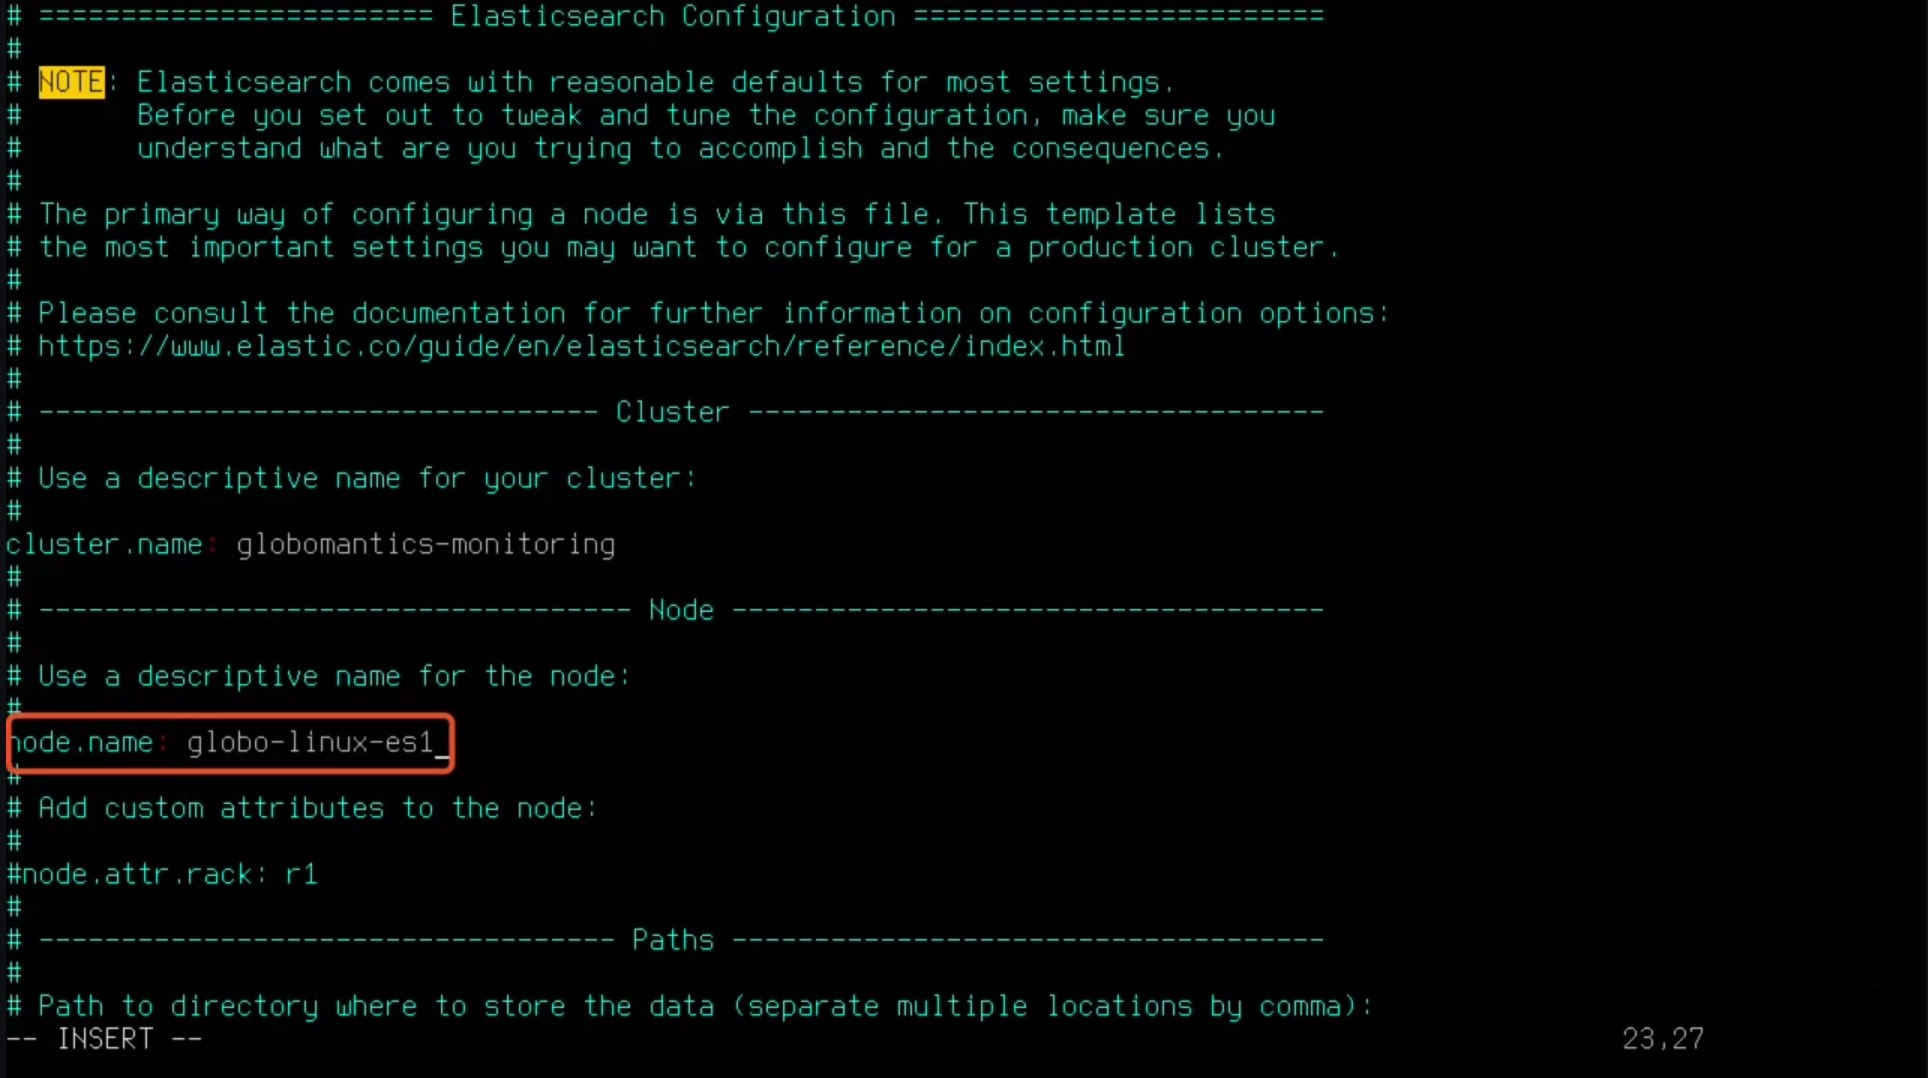 # ======================== Elasticsearch Configuration =========================
#
# NOTE: Elasticsearch comes with reasonable defaults for most settings.
#       Before you set out to tweak and tune the configuration, make sure you
#       understand what are you trying to accomplish and the consequences.
#
# The primary way of configuring a node is via this file. This template lists
# the most important settings you may want to configure for a production cluster.
#
# Please consult the documentation for further information on configuration options:
# https://www.elastic.co/guide/en/elasticsearch/reference/index.html
#
# ---------------------------------- Cluster -----------------------------------
#
# Use a descriptive name for your cluster:
#
cluster.name: globomantics-monitoring
#
# ------------------------------------ Node ------------------------------------
#
# Use a descriptive name for the node:
#
node.name: globo-linux-es1
#
# Add custom attributes to the node:
#
#node.attr.rack: r1
#
# ----------------------------------- Paths ------------------------------------
#
# Path to directory where to store the data (separate multiple locations by comma):
-- INSERT -- 23,27